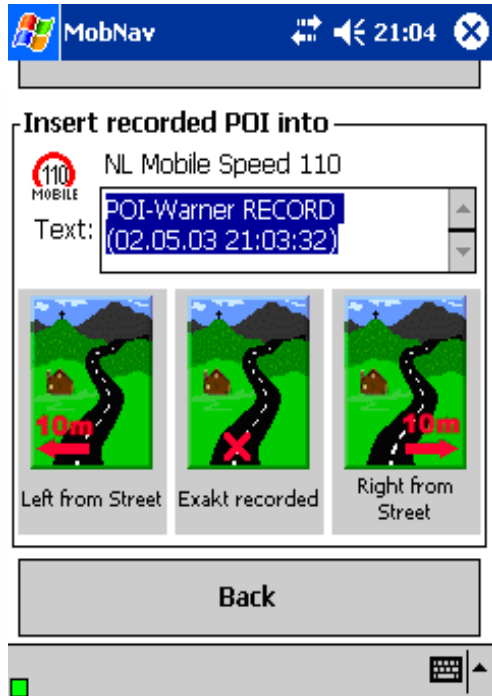 MobNav 21:04
Insert recorded POI into
110
MOBILE
NL Mobile Speed 110
Text:
POI-Warner RECORD
(02.05.03 21:03:32)
10m
10m
Left from Street
Exakt recorded
Right from
Street
Back